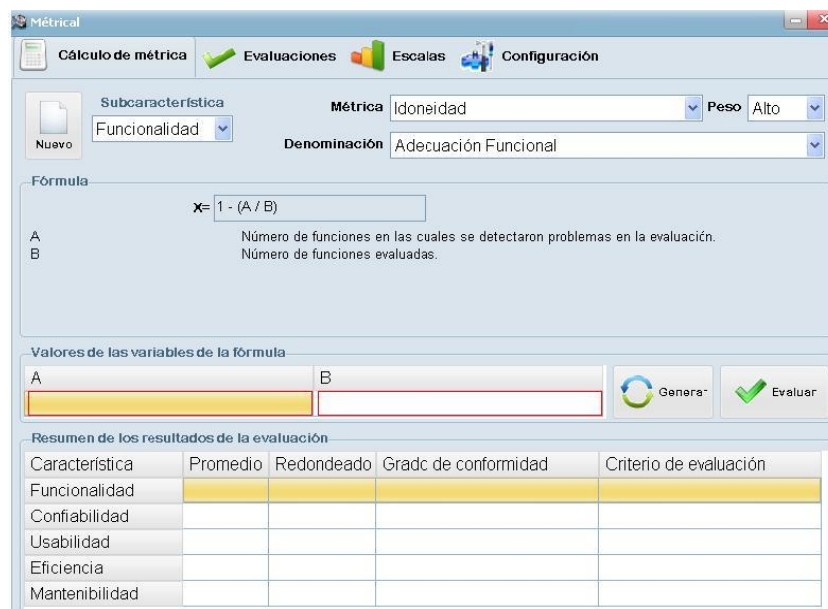 Métrical
Cálculo de métrica Evaluaciones Escalas Configuración
Nuevo
Subcaracterística
Funcionalidad
Métrica Idoneidad Peso Alto
Denominación Adecuación Funcional
Fórmula
x= 1 - (A / B)
A Número de funciones en las cuales se detectaron problemas en la evaluación.
B Número de funciones evaluadas.
Valores de las variables de la fórmula
A B
Generar Evaluar
Resumen de los resultados de la evaluación
Característica Promedio Redondeado Grado de conformidad Criterio de evaluación
Funcionalidad
Confiabilidad
Usabilidad
Eficiencia
Mantenibilidad